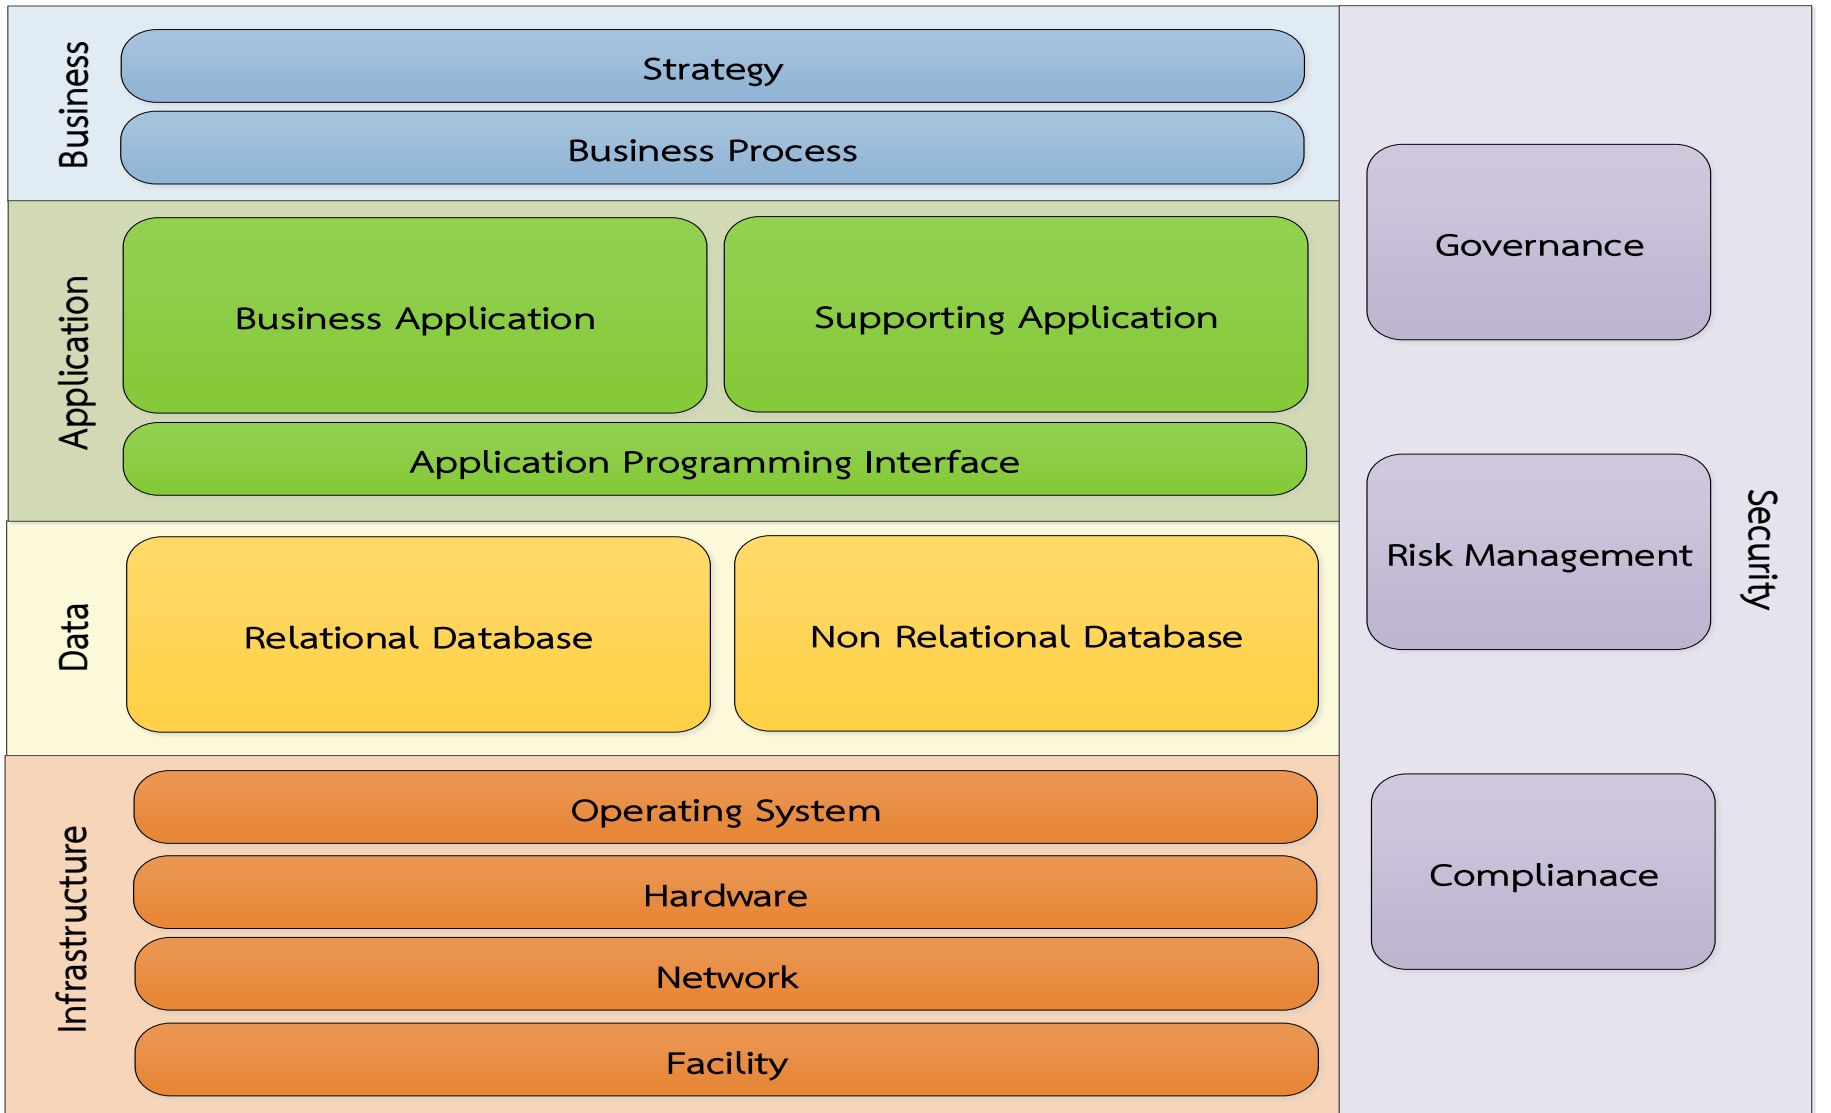 Business
Strategy
Business Process
Application
Business Application
Supporting Application
Application Programming Interface
Data
Relational Database
Non Relational Database
Infrastructure
Operating System
Hardware
Network
Facility
Security
Governance
Risk Management
Complianace